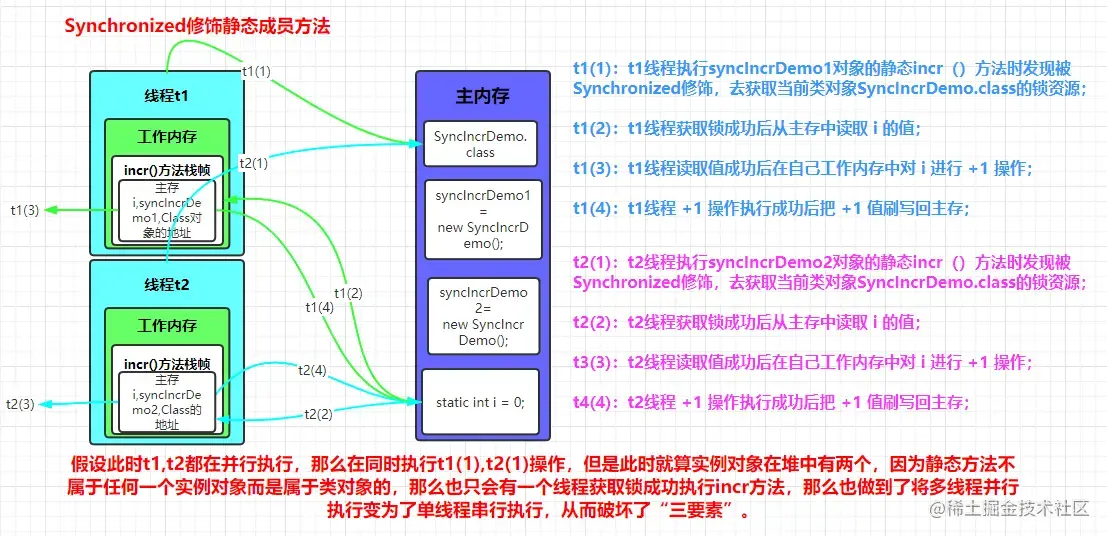 Synchronized修饰静态成员方法
t1(1)
线程t1
工作内存
incr()方法栈帧
主存
i,syncIncrDe
mo1,Class对
象的地址
t1(3)
t2(1)
线程t2
工作内存
incr()方法栈帧
主存
i,syncIncrDe
mo2,Class的
地址
t2(3)
t1(2)
t1(4)
t2(4)
t2(2)
主内存
SyncIncrDemo.
class
syncIncrDemo1
=
new SyncIncrD
emo();
syncIncrDemo
2=
new SyncIncr
Demo();
static int i = 0;
t1(1): t1线程执行syncIncrDemo1对象的静态incr（）方法时发现被
Synchronized修饰，去获取当前类对象SyncIncrDemo.class的锁资源；
t1(2): t1线程获取锁成功后从主存中读取 i 的值；
t1(3): t1线程读取值成功后在自己工作内存中对 i 进行 +1 操作；
t1(4): t1线程 +1 操作执行成功后把 +1 值刷写回主存；
t2(1): t2线程执行syncIncrDemo2对象的静态incr（）方法时发现被
Synchronized修饰，去获取当前类对象SyncIncrDemo.class的锁资源；
t2(2): t2线程获取锁成功后从主存中读取 i 的值；
t3(3): t2线程读取值成功后在自己工作内存中对 i 进行 +1 操作；
t4(4): t2线程 +1 操作执行成功后把 +1 值刷写回主存；
假设此时t1,t2都在并行执行，那么在同时执行t1(1),t2(1)操作，但是此时就算实例对象在堆中有两个，因为静态方法不
属于任何一个实例对象而是属于类对象的，那么也只会有一个线程获取锁成功执行incr方法，那么也做到了将多线程并行
执行变为了单线程串行执行，从而破坏了“三要素”。
@稀土掘金技术社区